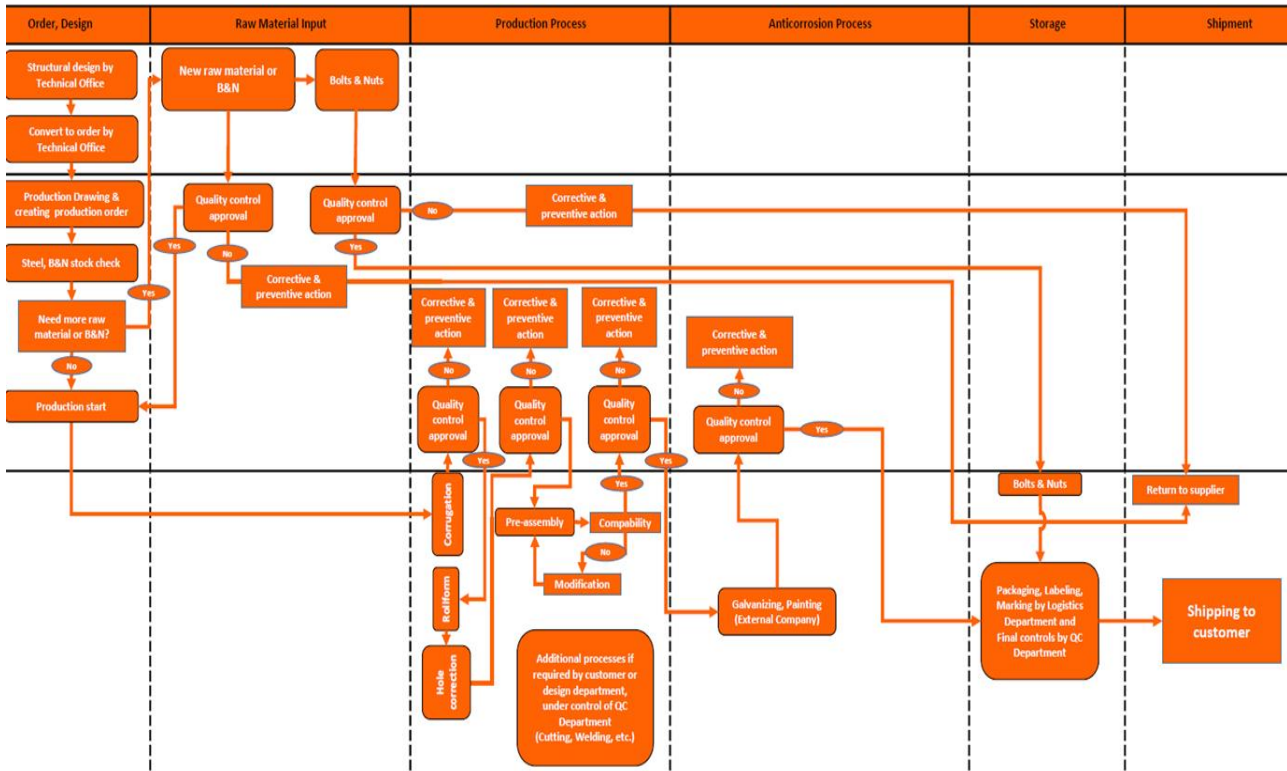 Order, Design
Raw Material Input
Production Process
Anticorrosion Process
Storage
Shipment
Structural design by
Technical Office
Convert to order by
Technical Office
Production Drawing &
creating production order
Steel, B&N stock check
Need more raw
material or B&N?
Yes
No
Production start
New raw material or
B&N
Bolts & Nuts
Quality control
approval
Yes
No
Corrective &
preventive action
Quality control
approval
No
Yes
Corrective &
preventive action
Corrective &
preventive
action
No
Quality
control
approval
Yes
Corrugation
Rollform
Hole
correction
Corrective &
preventive
action
No
Quality
control
approval
Pre-assembly
Compability
Yes
No
Modification
Corrective &
preventive
action
No
Quality
control
approval
Yes
Additional processes if
required by customer or
design department,
under control of QC
Department
(Cutting, Welding, etc.)
Corrective &
preventive action
No
Quality control
approval
Yes
Galvanizing, Painting
(External Company)
Bolts & Nuts
Packaging, Labeling,
Marking by Logistics
Department and
Final controls by QC
Department
Return to supplier
Shipping to
customer